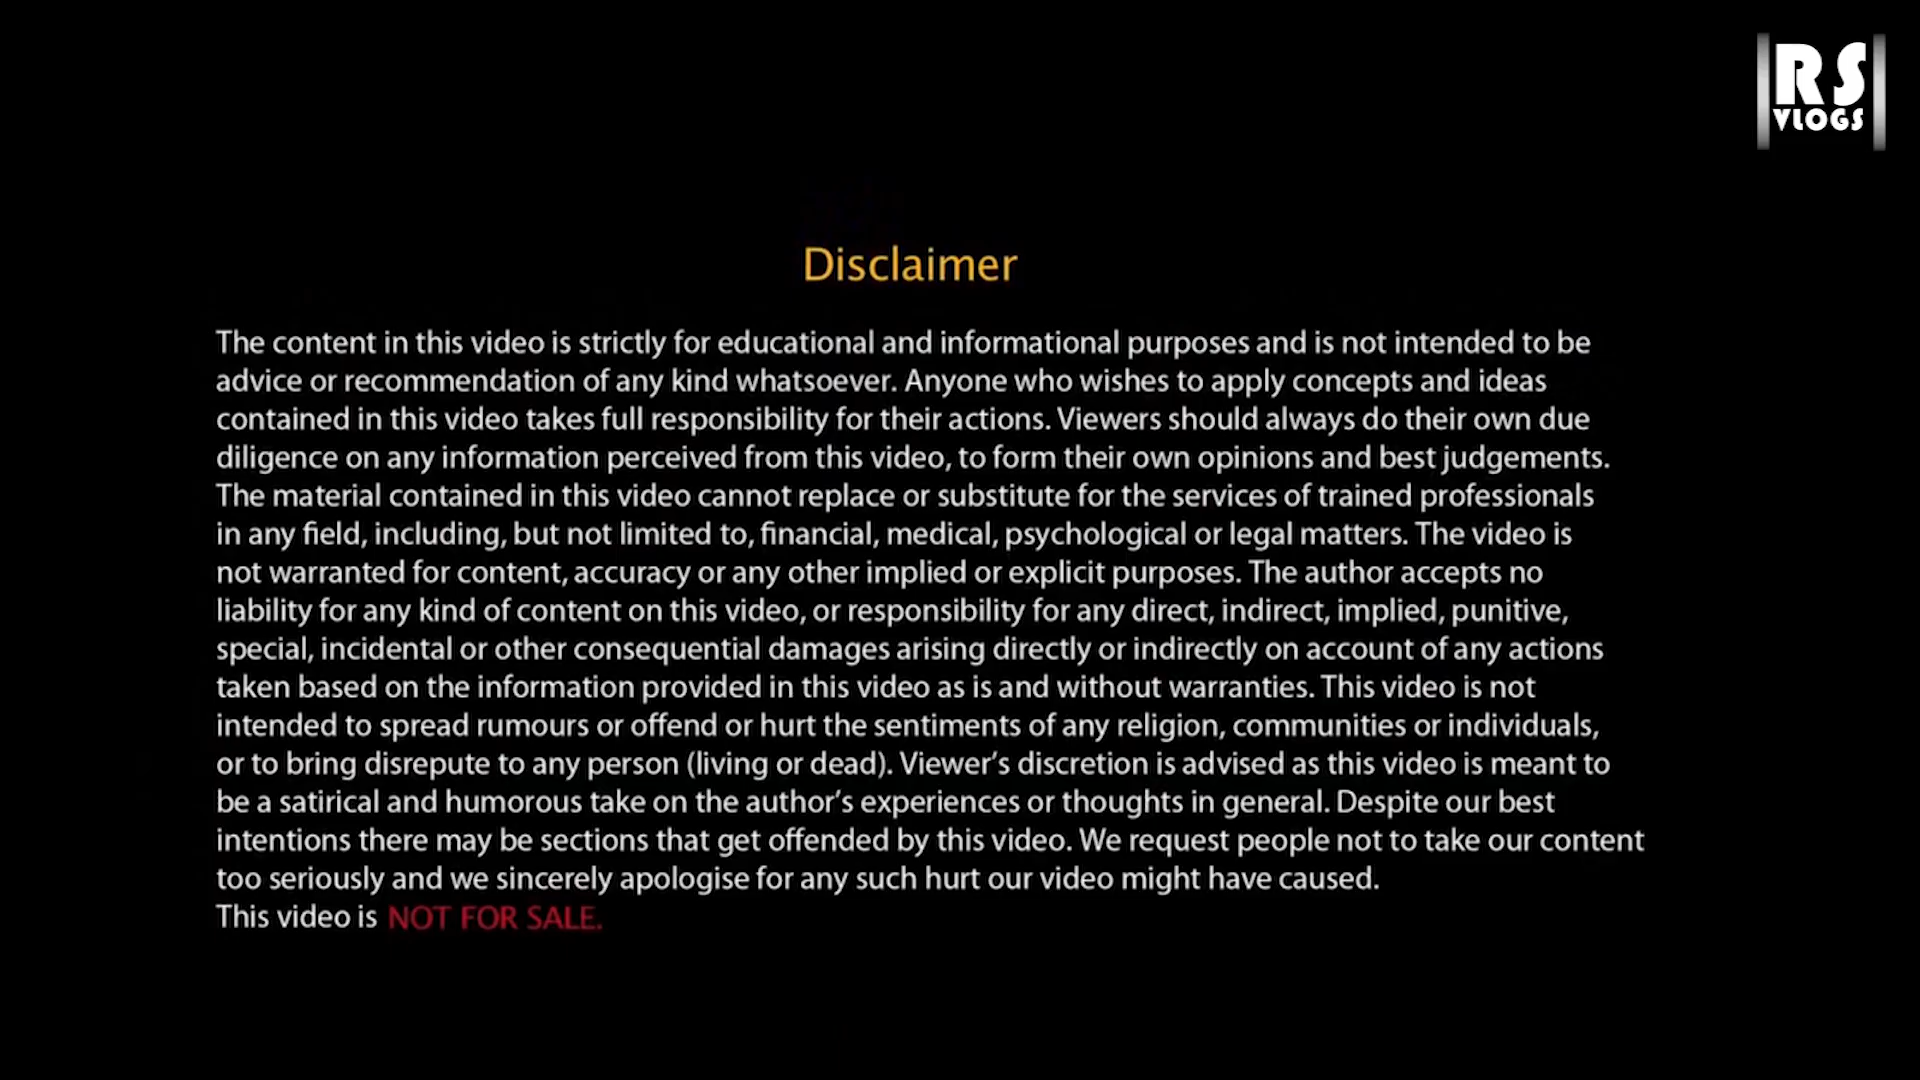 RS
VLOGS
Disclaimer
The content in this video is strictly for educational and informational purposes and is not intended to be
advice or recommendation of any kind whatsoever. Anyone who wishes to apply concepts and ideas
contained in this video takes full responsibility for their actions. Viewers should always do their own due
diligence on any information perceived from this video, to form their own opinions and best judgements.
The material contained in this video cannot replace or substitute for the services of trained professionals
in any field, including, but not limited to, financial, medical, psychological or legal matters. The video is
not warranted for content, accuracy or any other implied or explicit purposes. The author accepts no
liability for any kind of content on this video, or responsibility for any direct, indirect, implied, punitive,
special, incidental or other consequential damages arising directly or indirectly on account of any actions
taken based on the information provided in this video as is and without warranties. This video is not
intended to spread rumours or offend or hurt the sentiments of any religion, communities or individuals,
or to bring disrepute to any person (living or dead). Viewer's discretion is advised as this video is meant to
be a satirical and humorous take on the author's experiences or thoughts in general. Despite our best
intentions there may be sections that get offended by this video. We request people not to take our content
too seriously and we sincerely apologise for any such hurt our video might have caused.
This video is NOT FOR SALE.